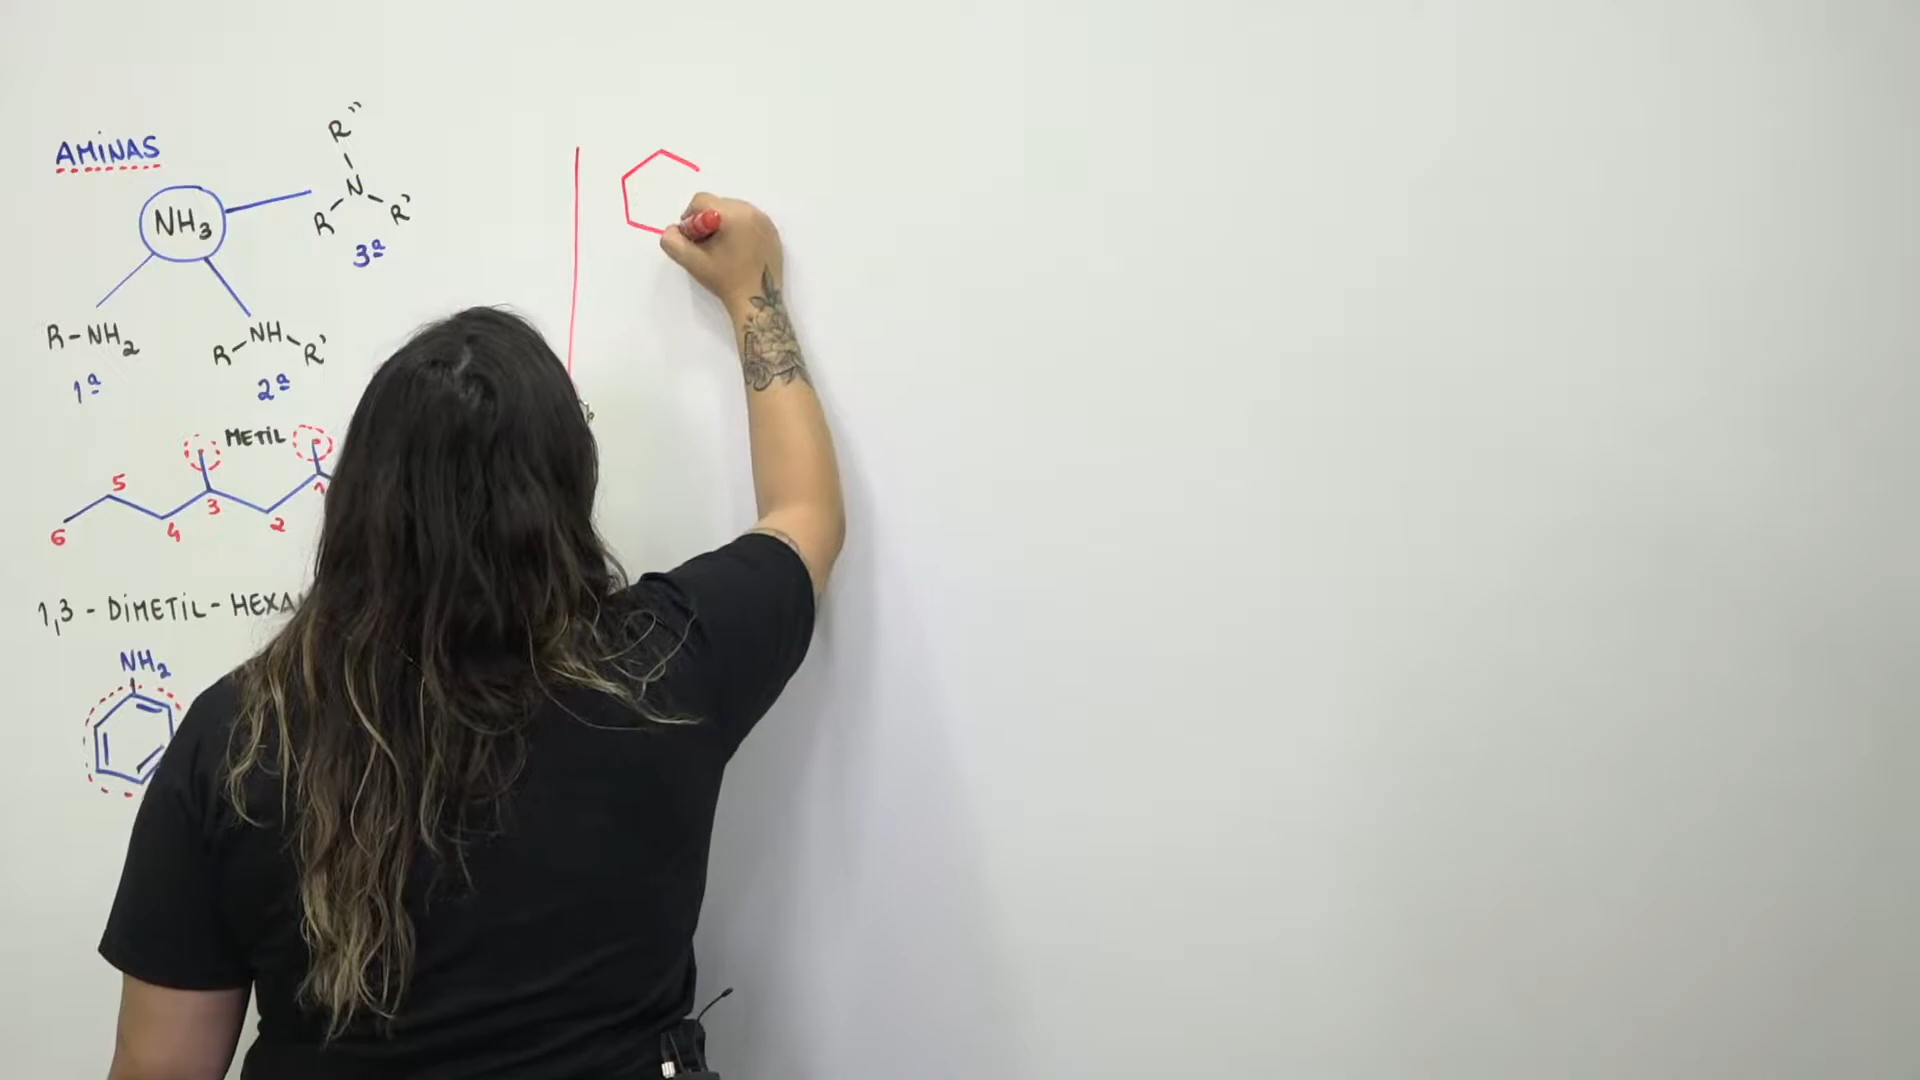 AMINAS
R"
N
R R'
3ª
NH3
R-NH2
1ª
R NH R'
2ª
METIL
5
6 4 3 2 1
1,3 - DIMETIL-HEXA
NH2